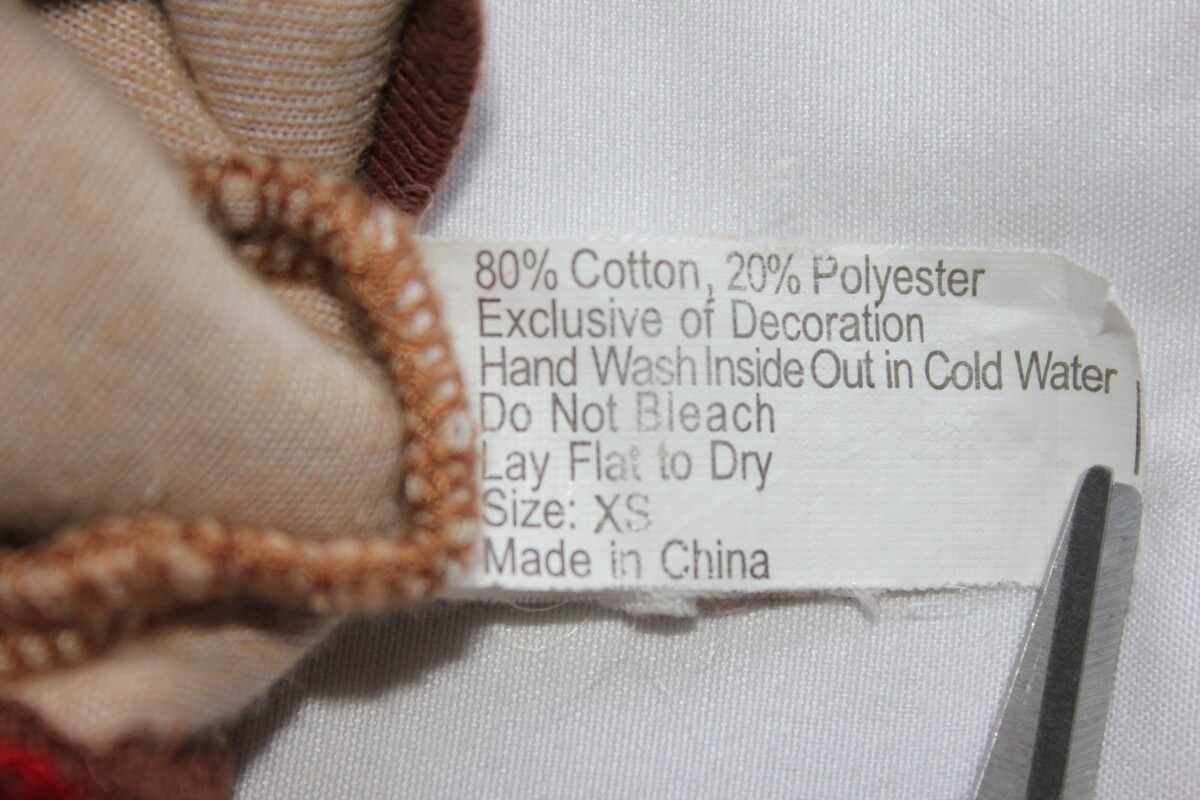 80% Cotton, 20% Polyester
Exclusive of Decoration
Hand Wash Inside Out in Cold Water
Do Not Bleach
Lay Flat to Dry
Size: XS
Made in China